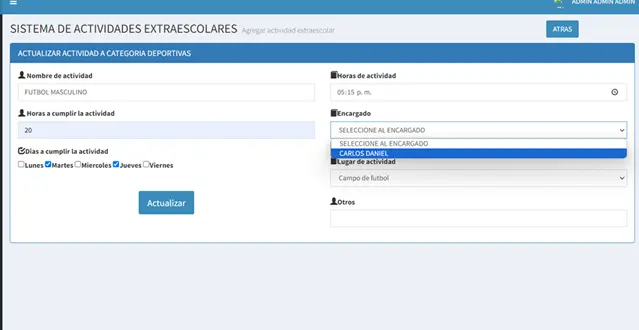 ADMIN ADMIN ADMIN
SISTEMA DE ACTIVIDADES EXTRAESCOLARES Agregar actividad extraescolar
ATRAS
ACTUALIZAR ACTIVIDAD A CATEGORIA DEPORTIVAS
Nombre de actividad
FUTBOL MASCULINO
Horas de actividad
05:15 p. m.
Horas a cumplir la actividad
20
Encargado
SELECCIONE AL ENCARGADO
SELECCIONE AL ENCARGADO
CARLOS DANIEL
Dias a cumplir la actividad
Lunes Martes Miercoles Jueves Viernes
Lugar de actividad
Campo de futbol
Actualizar
Otros